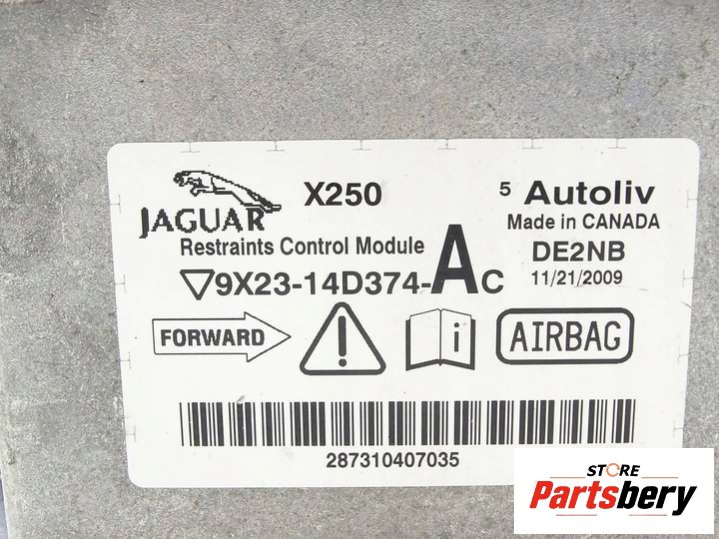 JAGUAR
X250
5 Autoliv
Made in CANADA
Restraints Control Module
DE2NB
9X23-14D374-AC
11/21/2009
FORWARD
i
AIRBAG
287310407035
STORE
Partsbery